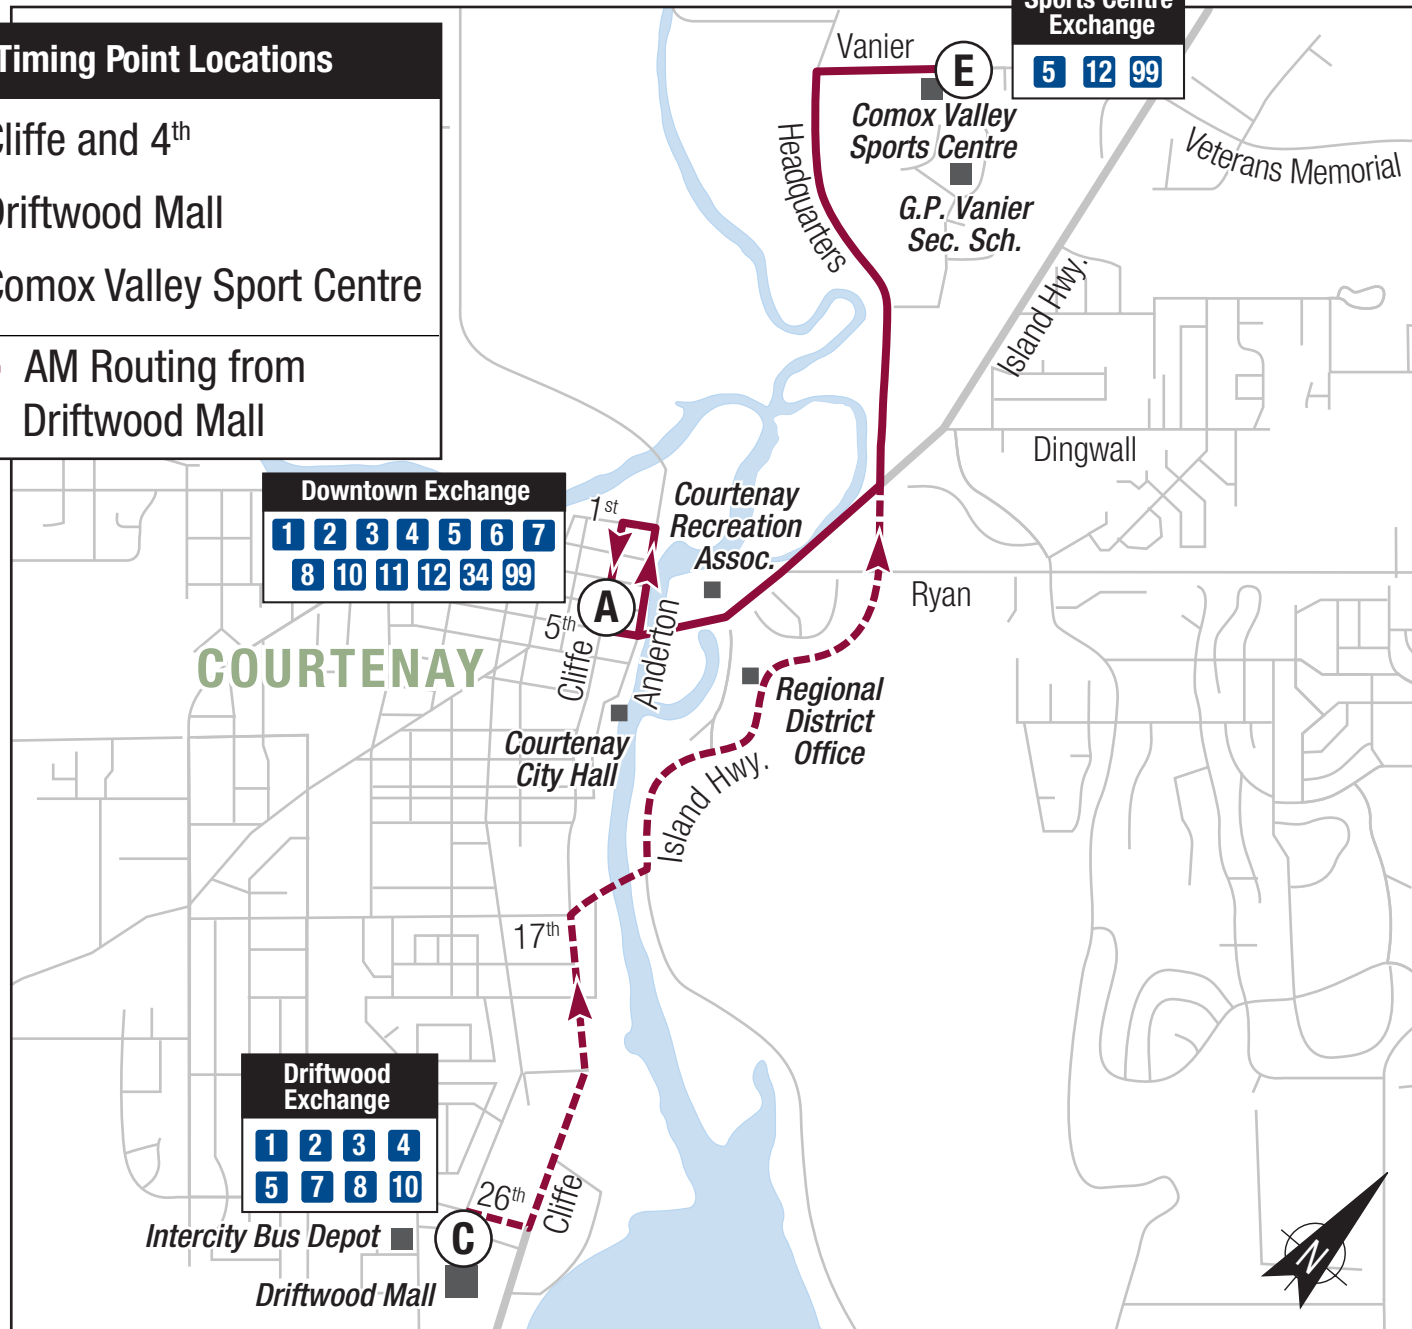 Timing Point Locations
Cliffe and 4th
Driftwood Mall
Comox Valley Sport Centre
AM Routing from
Driftwood Mall
Sports Centre
Exchange
5 12 99
Vanier
E
Comox Valley
Sports Centre
G.P. Vanier
Sec. Sch.
Headquarters
Veterans Memorial
Island Hwy.
Dingwall
Downtown Exchange
1 2 3 4 5 6 7
8 10 11 12 34 99
1st
Courtenay
Recreation
Assoc.
A
5th
Cliffe
Anderton
Ryan
COURTENAY
Regional
District
Office
Courtenay
City Hall
Island Hwy.
17th
Driftwood
Exchange
1 2 3 4
5 7 8 10
26th
Cliffe
Intercity Bus Depot
C
Driftwood Mall
N